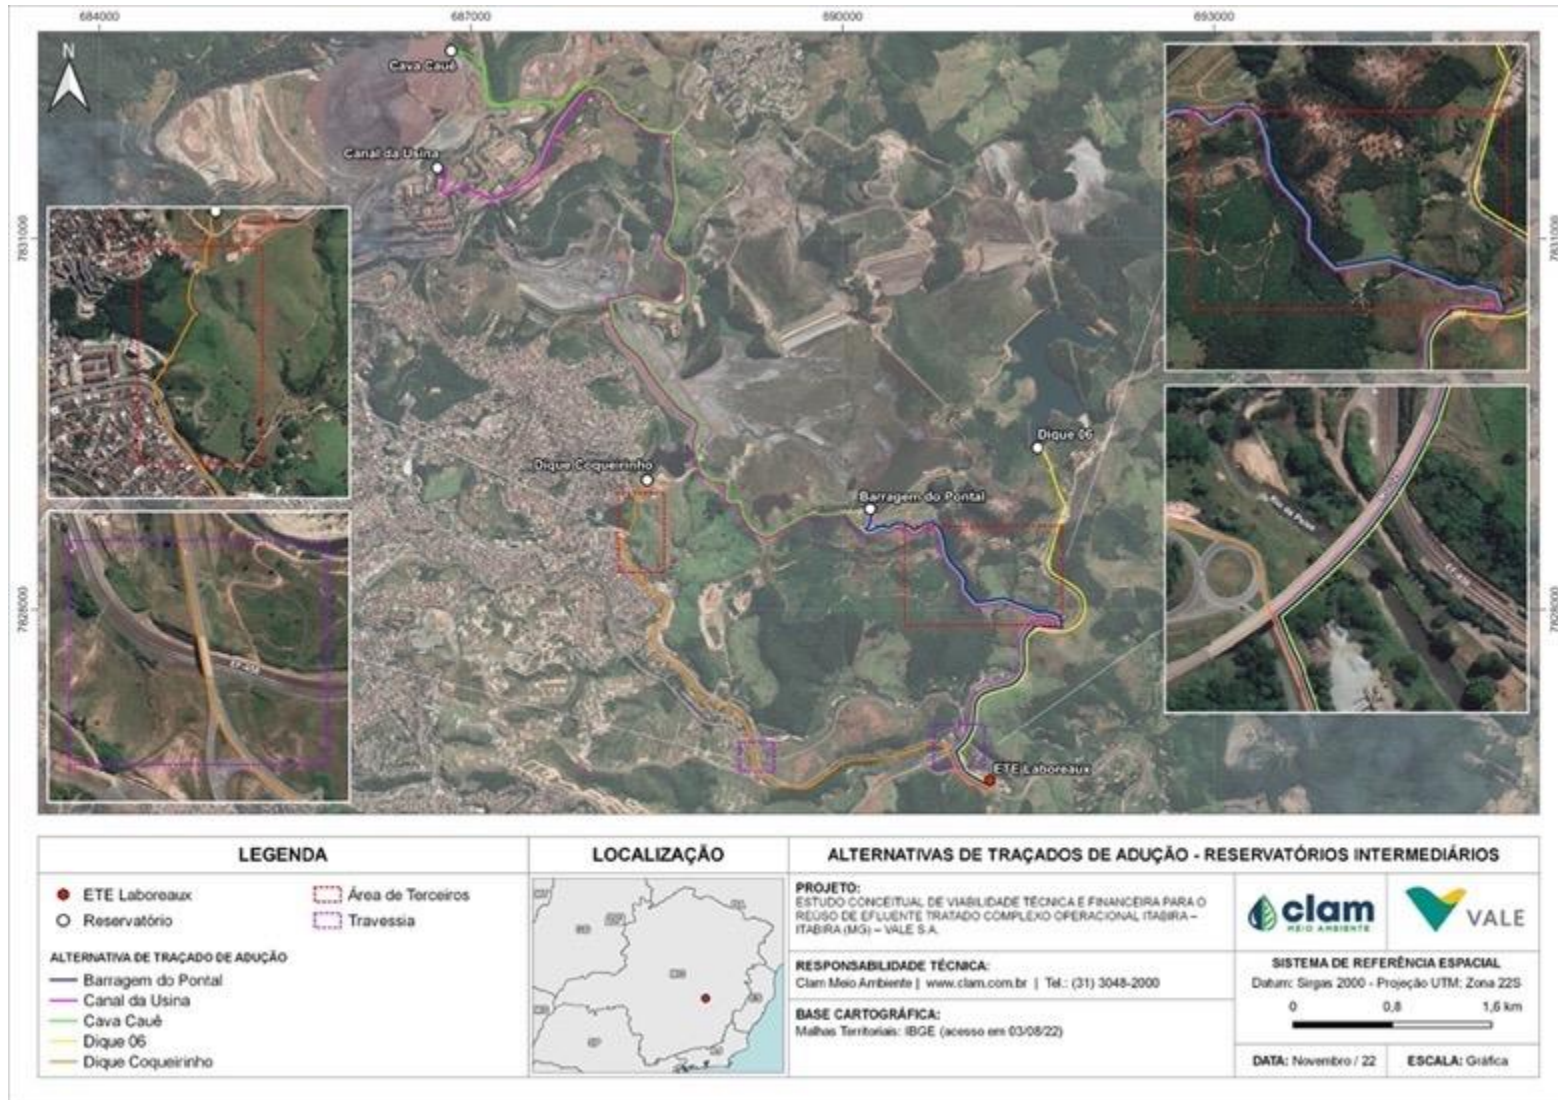 684000
687000
690000
693000
N
Cava Cauê
Canal da Usina
7831000
7831000
Dique 06
Dique Coqueirinho
Barragem do Pontal
7828000
7828000
ETE Laboreaux
LEGENDA
ETE Laboreaux
Reservatório
Área de Terceiros
Travessia
ALTERNATIVA DE TRAÇADO DE ADUÇÃO
Barragem do Pontal
Canal da Usina
Cava Cauê
Dique 06
Dique Coqueirinho
LOCALIZAÇÃO
MG
SP
ALTERNATIVAS DE TRAÇADOS DE ADUÇÃO - RESERVATÓRIOS INTERMEDIÁRIOS
PROJETO:
ESTUDO CONCEITUAL DE VIABILIDADE TÉCNICA E FINANCEIRA PARA O
REÚSO DE EFLUENTE TRATADO COMPLEXO OPERACIONAL ITABIRA –
ITABIRA (MG) – VALE S.A.
RESPONSABILIDADE TÉCNICA:
Clam Meio Ambiente | www.clam.com.br | Tel.: (31) 3048-2000
BASE CARTOGRÁFICA:
Malhas Territoriais: IBGE (acesso em 03/08/22)
clam
MEIO AMBIENTE
VALE
SISTEMA DE REFERÊNCIA ESPACIAL
Datum: Sirgas 2000 - Projeção UTM: Zona 22S
0 0,8 1,6 km
DATA: Novembro / 22
ESCALA: Gráfica